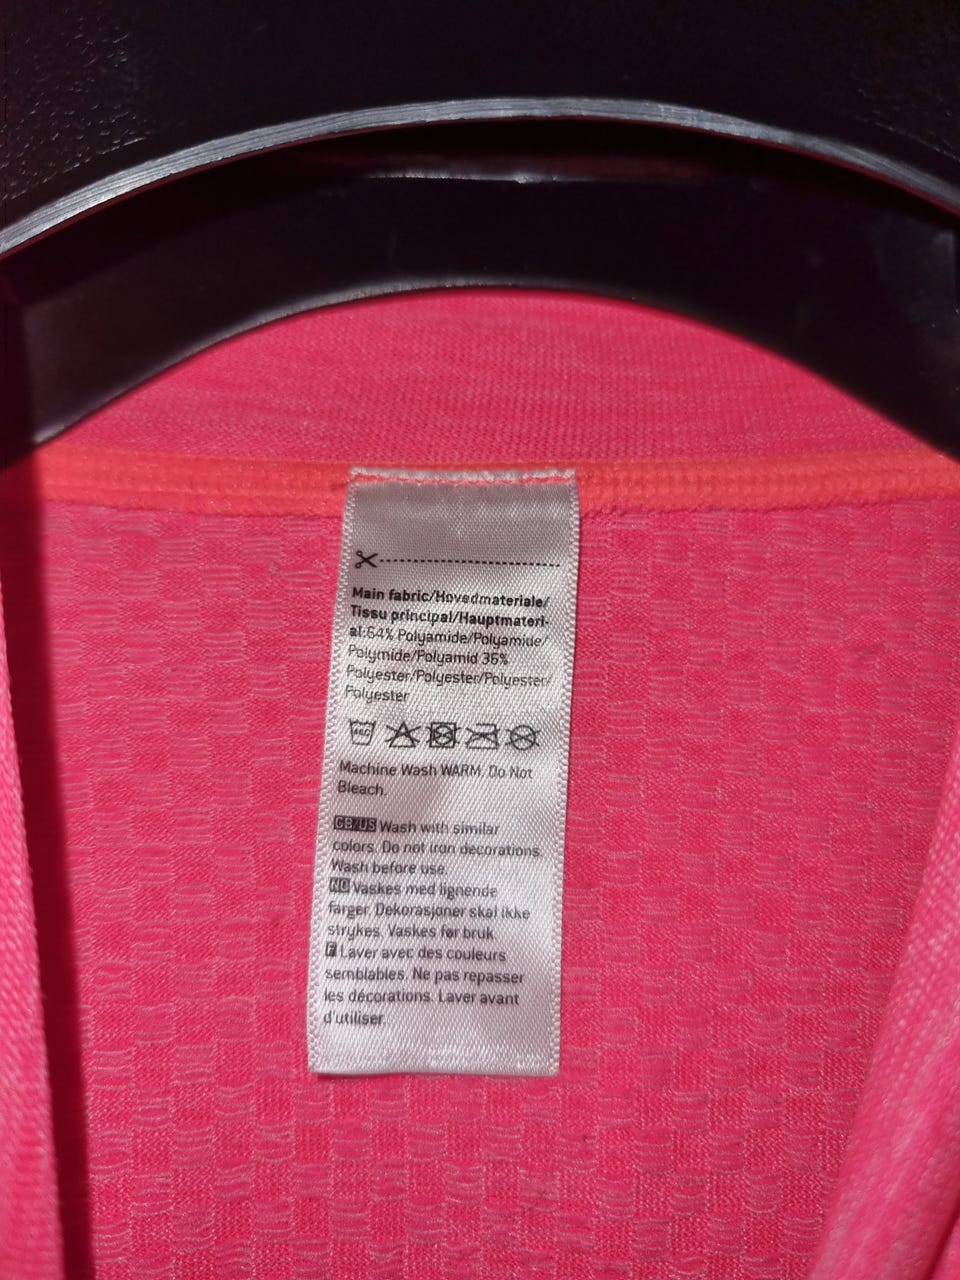 Main fabric/Hovedmateriale/
Tissu principal/Hauptmateri-
al:64% Polyamide/Polyamide/
Polymide/Polyamid 36%
Polyester/Polyester/Polyester/
Polyester
40C
Machine Wash WARM. Do Not
Bleach.
GB/US Wash with similar
colors. Do not iron decorations.
Wash before use.
NO Vaskes med lignende
farger. Dekorasjoner skal ikke
strykes. Vaskes før bruk
F Laver avec des couleurs
semblables. Ne pas repasser
les décorations. Laver avant
d'utiliser.